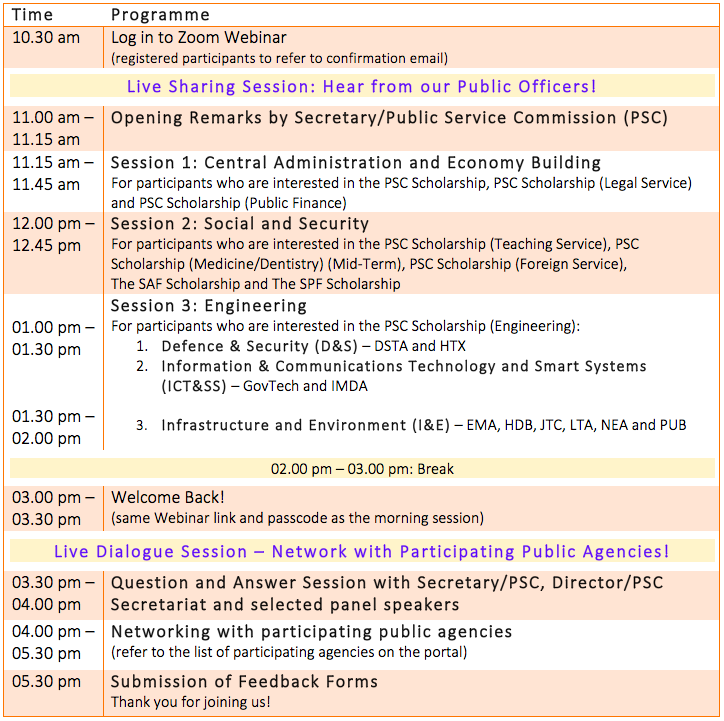 Time Programme
10.30 am Log in to Zoom Webinar
(registered participants to refer to confirmation email)
Live Sharing Session: Hear from our Public Officers!
11.00 am – Opening Remarks by Secretary/Public Service Commission (PSC)
11.15 am
11.15 am – Session 1: Central Administration and Economy Building
11.45 am For participants who are interested in the PSC Scholarship, PSC Scholarship (Legal Service)
and PSC Scholarship (Public Finance)
12.00 pm – Session 2: Social and Security
12.45 pm For participants who are interested in the PSC Scholarship (Teaching Service), PSC
Scholarship (Medicine/Dentistry) (Mid-Term), PSC Scholarship (Foreign Service),
The SAF Scholarship and The SPF Scholarship
Session 3: Engineering
01.00 pm – For participants who are interested in the PSC Scholarship (Engineering):
01.30 pm 1. Defence & Security (D&S) – DSTA and HTX
2. Information & Communications Technology and Smart Systems
(ICT&SS) – GovTech and IMDA
01.30 pm – 3. Infrastructure and Environment (I&E) – EMA, HDB, JTC, LTA, NEA and PUB
02.00 pm
02.00 pm – 03.00 pm: Break
03.00 pm – Welcome Back!
03.30 pm (same Webinar link and passcode as the morning session)
Live Dialogue Session – Network with Participating Public Agencies!
03.30 pm – Question and Answer Session with Secretary/PSC, Director/PSC
04.00 pm Secretariat and selected panel speakers
04.00 pm – Networking with participating public agencies
05.30 pm (refer to the list of participating agencies on the portal)
05.30 pm Submission of Feedback Forms
Thank you for joining us!